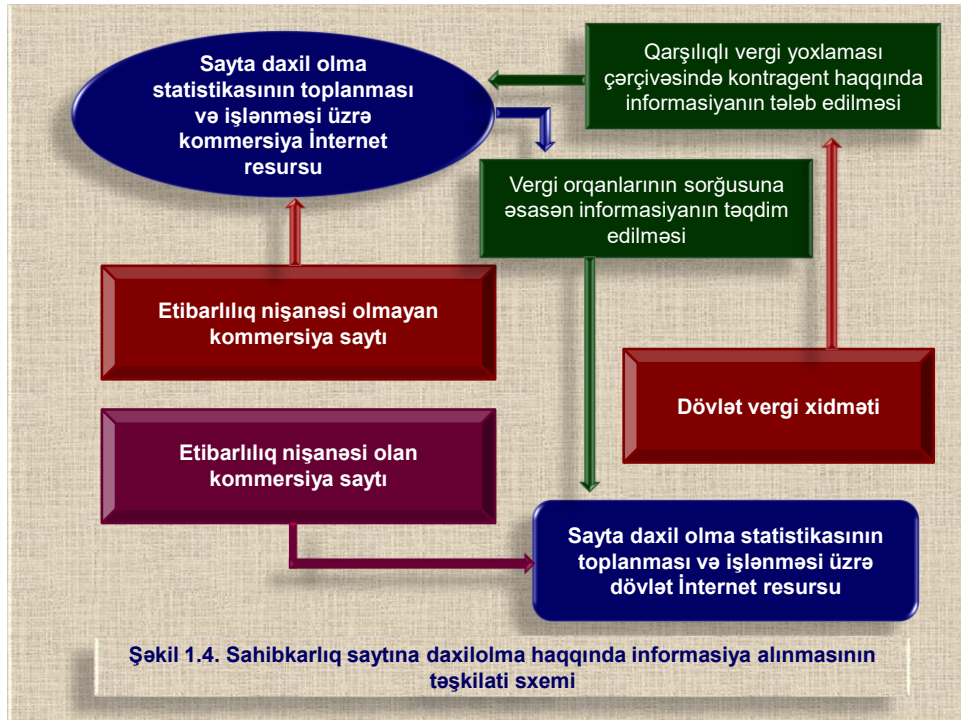 Sayta daxil olma
statistikasının toplanması
və işlənməsi üzrə
kommersiya İnternet
resursu
Qarşılıqlı vergi yoxlaması
çərçivəsində kontragent haqqında
informasiyanın tələb edilməsi
Vergi orqanlarının sorğusuna
əsasən informasiyanın təqdim
edilməsi
Etibarlılıq nişanəsi olmayan
kommersiya saytı
Dövlət vergi xidməti
Etibarlılıq nişanəsi olan
kommersiya saytı
Sayta daxil olma statistikasının
toplanması və işlənməsi üzrə
dövlət İnternet resursu
Şəkil 1.4. Sahibkarlıq saytına daxilolma haqqında informasiya alınmasının
təşkilati sxemi